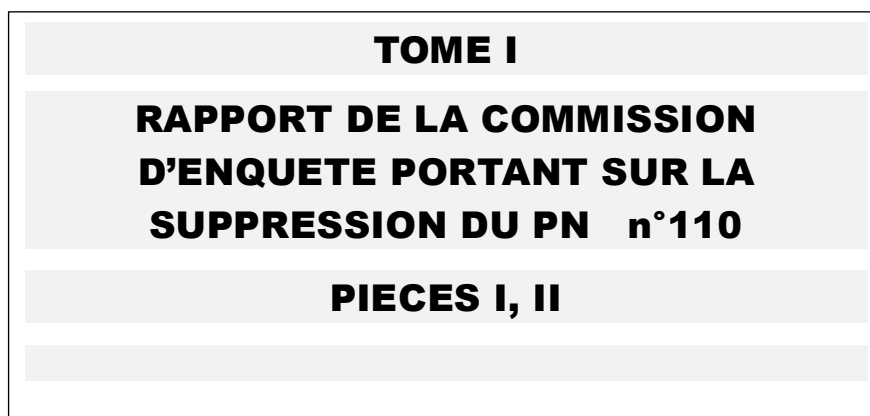 TOME I
RAPPORT DE LA COMMISSION
D’ENQUETE PORTANT SUR LA
SUPPRESSION DU PN n°110
PIECES I, II